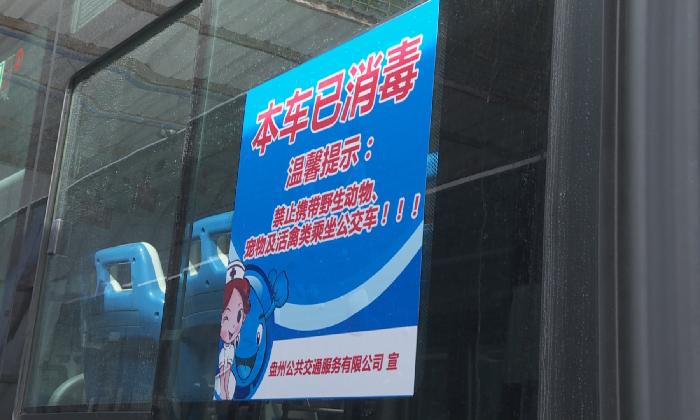 本车已消毒
温馨提示：
禁止携带野生动物、
宠物及活禽类乘坐公交车！！！
盘州公共交通服务有限公司 宣